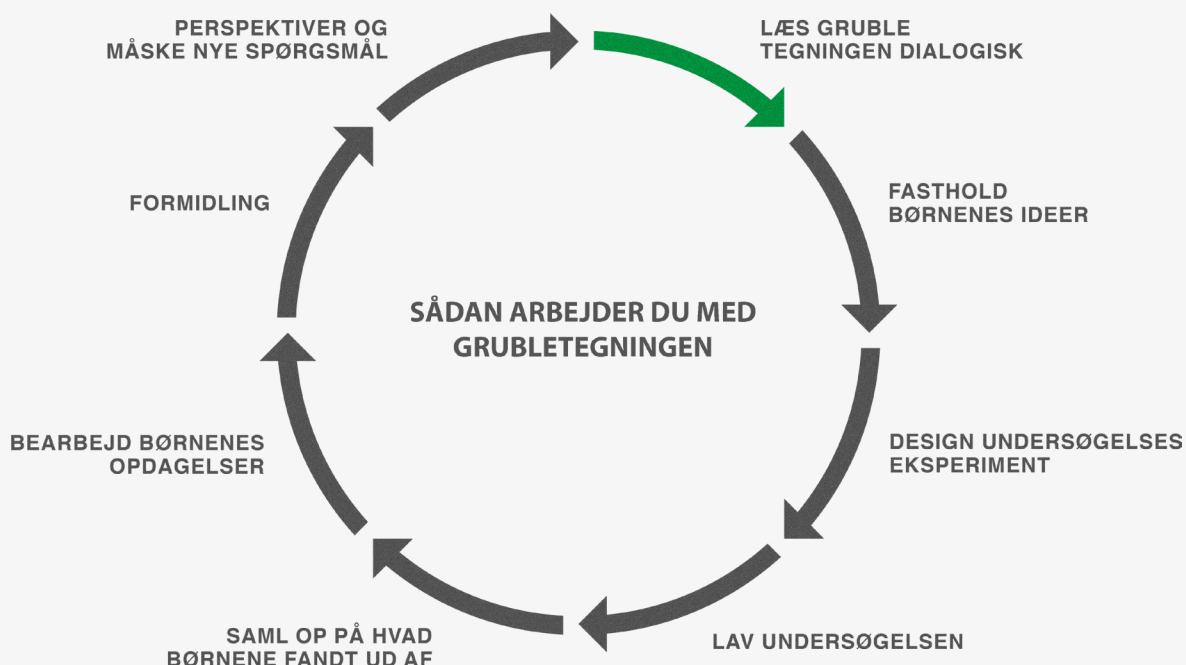 SÅDAN ARBEJDER DU MED
GRUBLETEGNINGEN
LÆS GRUBLE
TEGNINGEN DIALOGISK
FASTHOLD
BØRNENES IDEER
DESIGN UNDERSØGELSES
EKSPERIMENT
LAV UNDERSØGELSEN
SAML OP PÅ HVAD
BØRNENE FANDT UD AF
BEARBEJD BØRNENES
OPDAGELSER
FORMIDLING
PERSPEKTIVER OG
MÅSKE NYE SPØRGSMÅL